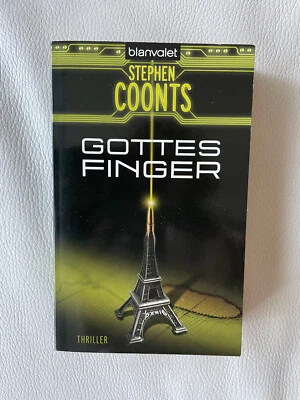 blanvalet
STEPHEN
COONTS
GOTTES
FINGER
THRILLER